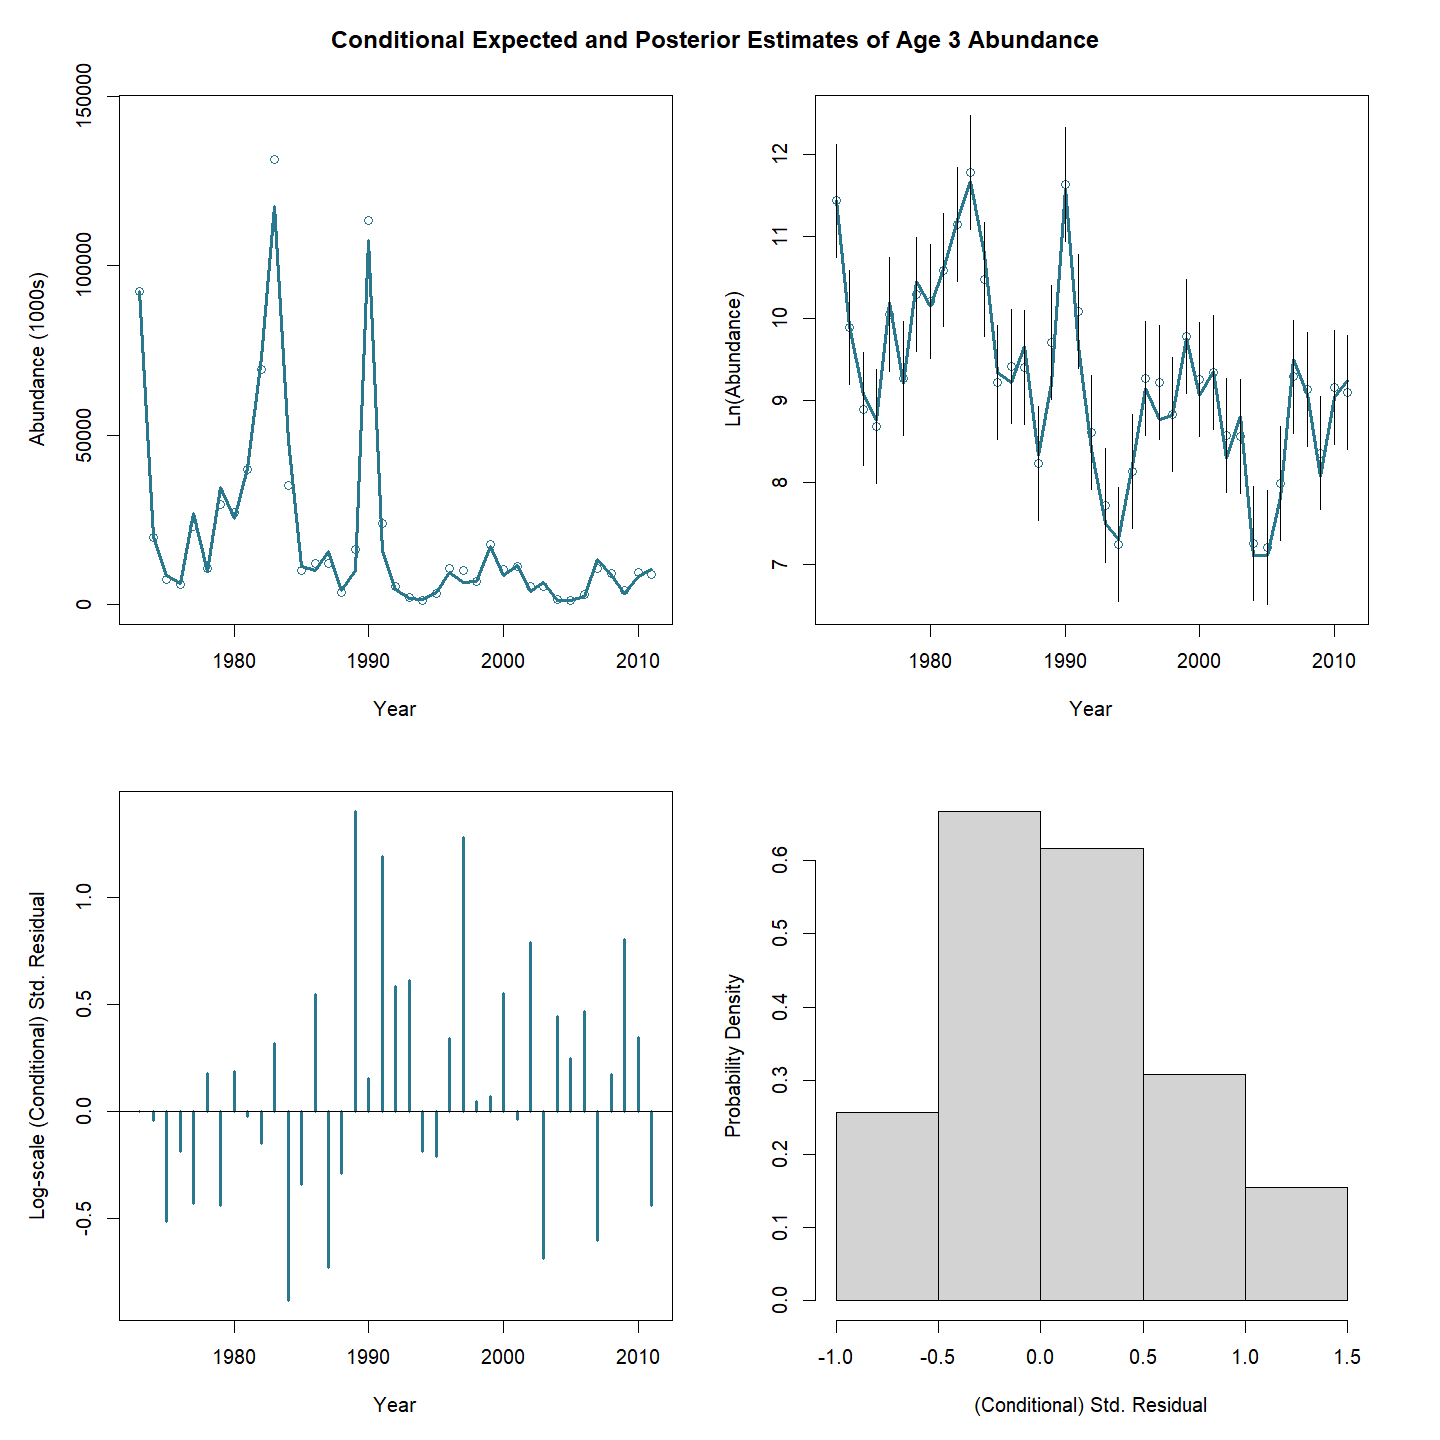 Conditional Expected and Posterior Estimates of Age 3 Abundance
Abundance (1000s)
150000
100000
50000
0
1980 1990 2000 2010
Year
Ln(Abundance)
12
11
10
9
8
7
1980 1990 2000 2010
Year
Log-scale (Conditional) Std. Residual
1.0
0.5
0.0
-0.5
1980 1990 2000 2010
Year
Probability Density
0.6
0.5
0.4
0.3
0.2
0.1
0.0
-1.0 -0.5 0.0 0.5 1.0 1.5
(Conditional) Std. Residual